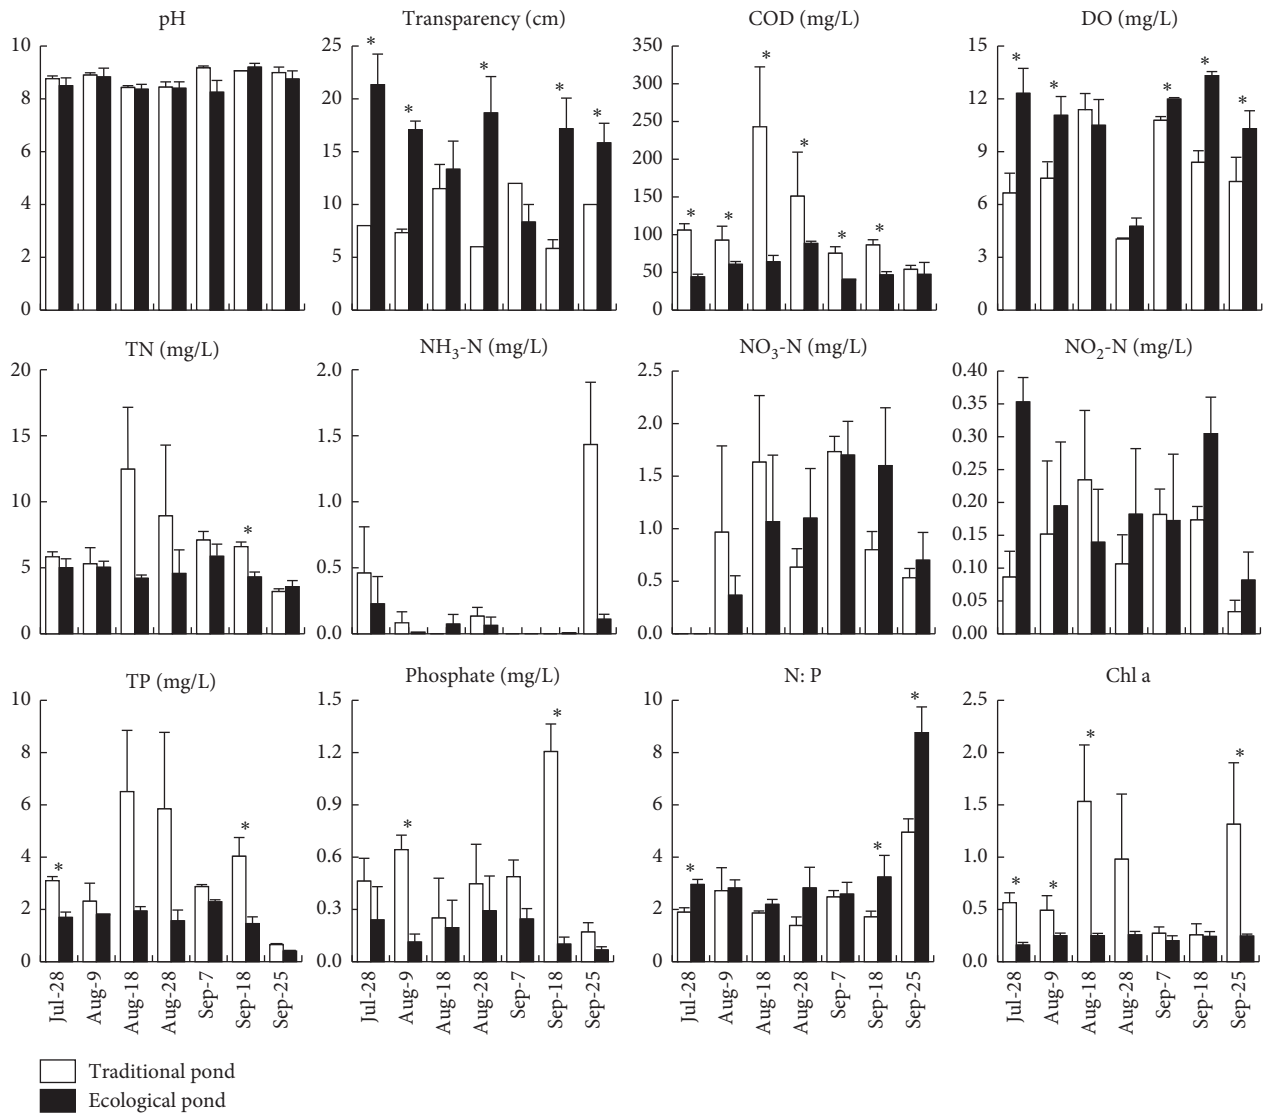 pH
10
8
6
4
2
0
Transparency (cm)
25
20
15
10
5
0
* * * * *
COD (mg/L)
350
300
250
200
150
100
50
0
* * * * * *
DO (mg/L)
15
12
9
6
3
0
* * * * *
TN (mg/L)
20
15
10
5
0
*
NH₃-N (mg/L)
2.0
1.5
1.0
0.5
0.0
NO₃-N (mg/L)
2.5
2.0
1.5
1.0
0.5
0.0
NO₂-N (mg/L)
0.40
0.35
0.30
0.25
0.20
0.15
0.10
0.05
0.00
TP (mg/L)
10
8
6
4
2
0
* *
Jul-28
Aug-9
Aug-18
Aug-28
Sep-7
Sep-18
Sep-25
Phosphate (mg/L)
1.5
1.2
0.9
0.6
0.3
0.0
* *
Jul-28
Aug-9
Aug-18
Aug-28
Sep-7
Sep-18
Sep-25
N: P
10
8
6
4
2
0
* * *
Jul-28
Aug-9
Aug-18
Aug-28
Sep-7
Sep-18
Sep-25
Chl a
2.5
2.0
1.5
1.0
0.5
0.0
* * * *
Jul-28
Aug-9
Aug-18
Aug-28
Sep-7
Sep-18
Sep-25
Traditional pond
Ecological pond